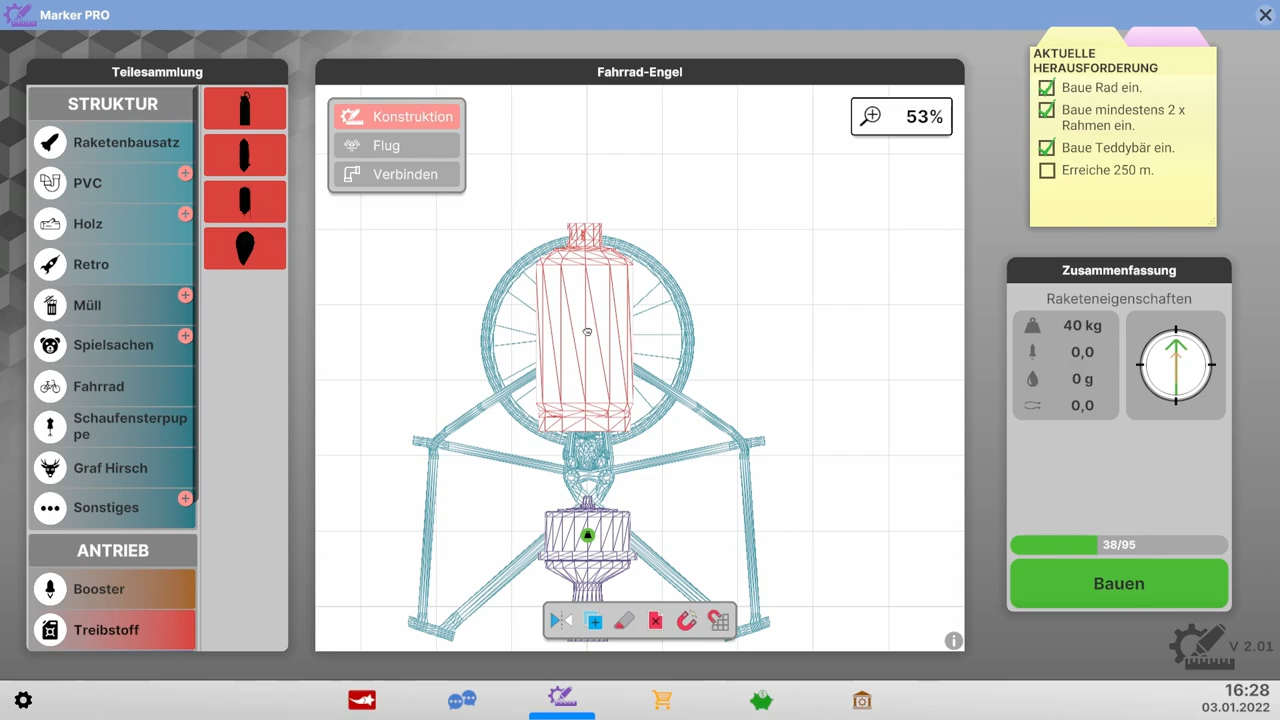 Marker PRO
Teilesammlung
STRUKTUR
Raketenbausatz
PVC
Holz
Retro
Müll
Spielsachen
Fahrrad
Schaufensterpup
pe
Graf Hirsch
Sonstiges
ANTRIEB
Booster
Treibstoff
Fahrrad-Engel
Konstruktion
Flug
Verbinden
53%
AKTUELLE
HERAUSFORDERUNG
Baue Rad ein.
Baue mindestens 2 x
Rahmen ein.
Baue Teddybär ein.
Erreiche 250 m.
Zusammenfassung
Raketeneigenschaften
40 kg
0,0
0 g
0,0
38/95
Bauen
V 2.01
16:28
03.01.2022